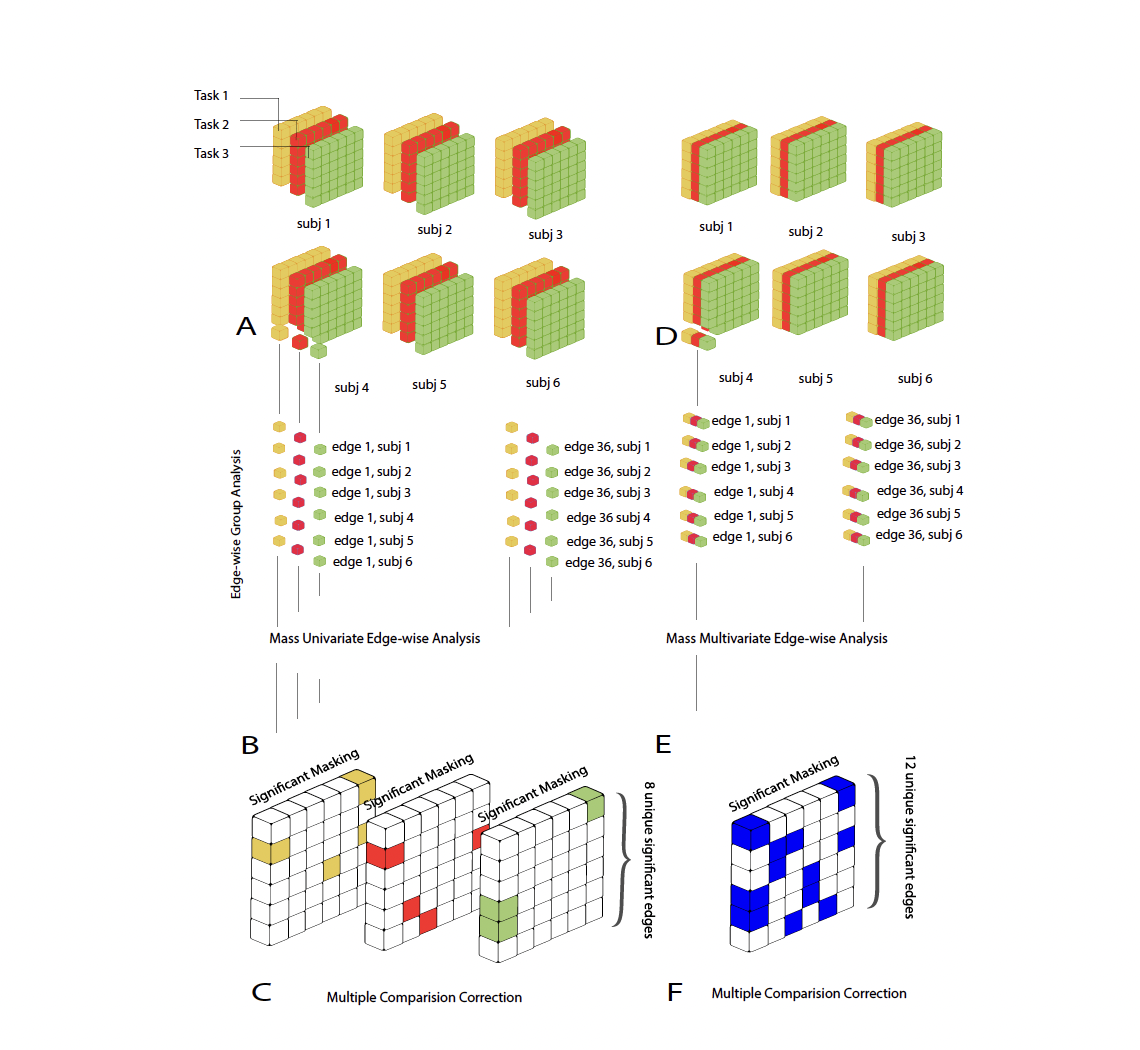 Task 1
Task 2
Task 3
subj 1
subj 2
subj 3
subj 1
subj 2
subj 3
A
D
subj 4
subj 5
subj 6
subj 4
subj 5
subj 6
Edge-wise Group Analysis
edge 1, subj 1
edge 1, subj 2
edge 1, subj 3
edge 1, subj 4
edge 1, subj 5
edge 1, subj 6
edge 36, subj 1
edge 36, subj 2
edge 36, subj 3
edge 36 subj 4
edge 36, subj 5
edge 36, subj 6
edge 1, subj 1
edge 1, subj 2
edge 1, subj 3
edge 1, subj 4
edge 1, subj 5
edge 1, subj 6
edge 36, subj 1
edge 36, subj 2
edge 36, subj 3
edge 36, subj 4
edge 36 subj 5
edge 36, subj 6
Mass Univariate Edge-wise Analysis
Mass Multivariate Edge-wise Analysis
B
E
Significant Masking
Significant Masking
Significant Masking
8 unique significant edges
Significant Masking
12 unique significant edges
C
Multiple Comparision Correction
F
Multiple Comparision Correction